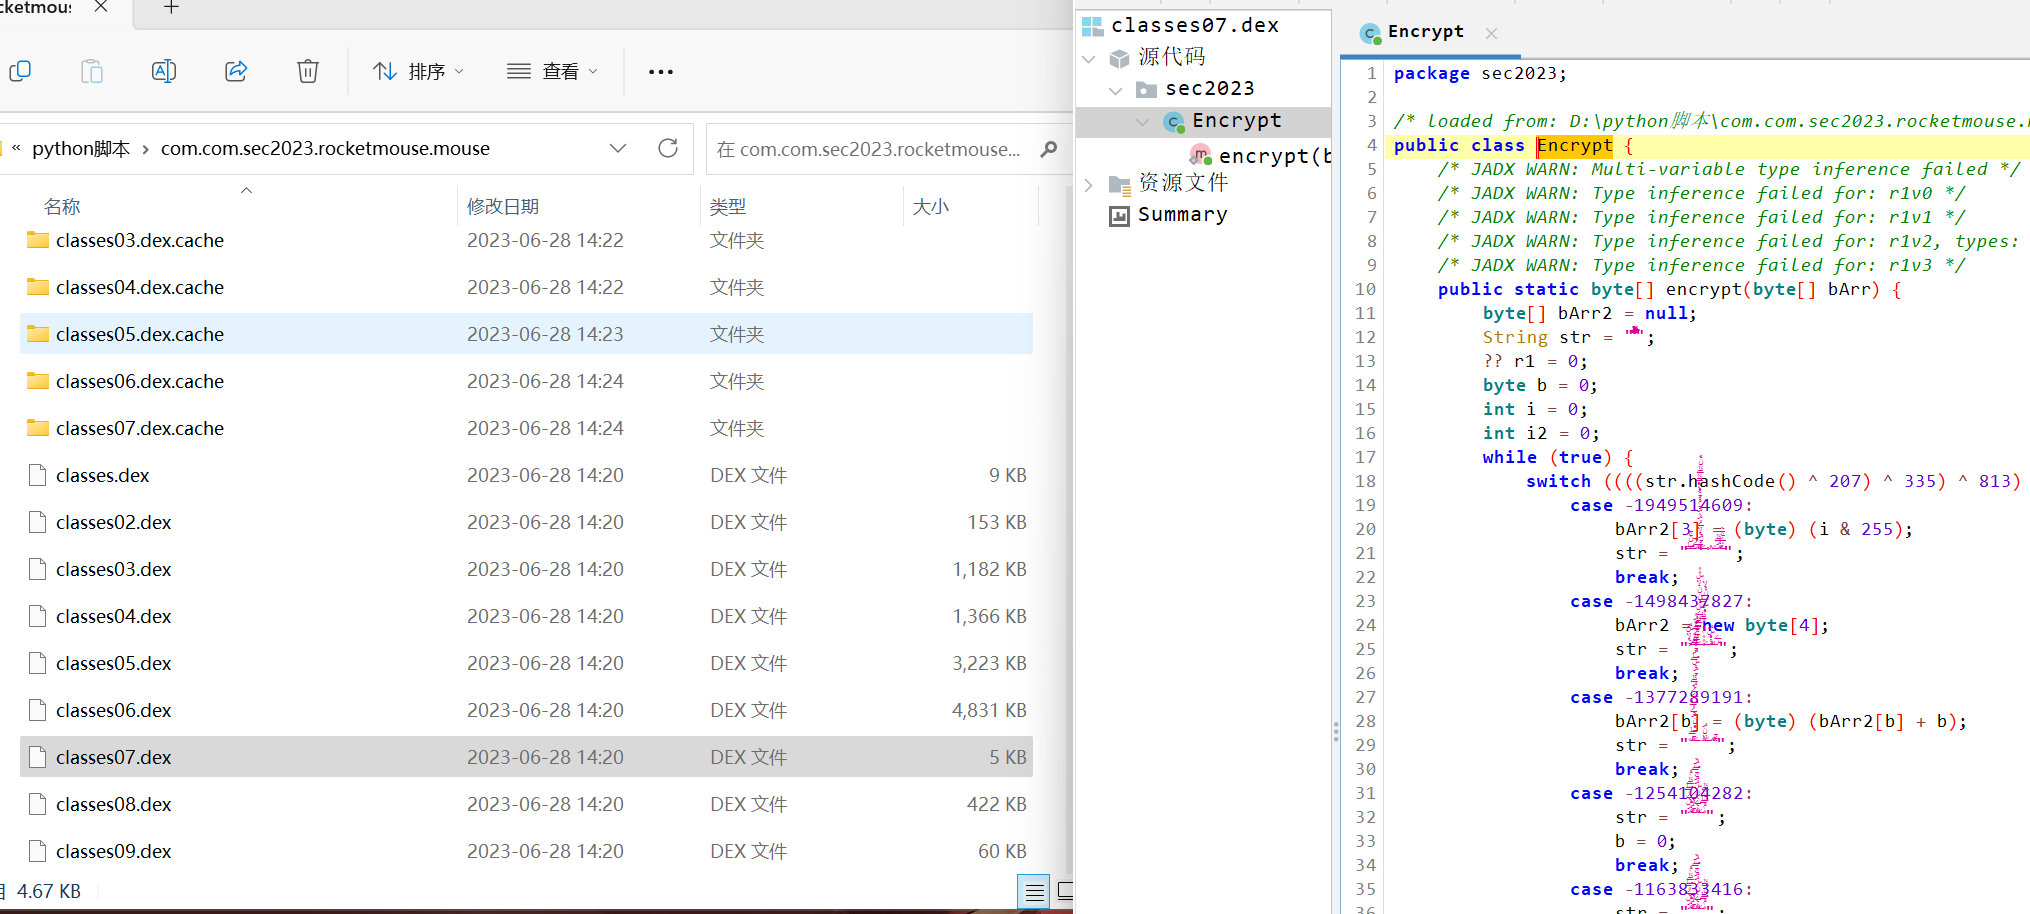 排序
查看
python脚本
com.com.sec2023.rocketmouse.mouse
在 com.com.sec2023.rocketmouse...
名称 修改日期 类型 大小
classes03.dex.cache 2023-06-28 14:22 文件夹
classes04.dex.cache 2023-06-28 14:22 文件夹
classes05.dex.cache 2023-06-28 14:23 文件夹
classes06.dex.cache 2023-06-28 14:24 文件夹
classes07.dex.cache 2023-06-28 14:24 文件夹
classes.dex 2023-06-28 14:20 DEX 文件 9 KB
classes02.dex 2023-06-28 14:20 DEX 文件 153 KB
classes03.dex 2023-06-28 14:20 DEX 文件 1,182 KB
classes04.dex 2023-06-28 14:20 DEX 文件 1,366 KB
classes05.dex 2023-06-28 14:20 DEX 文件 3,223 KB
classes06.dex 2023-06-28 14:20 DEX 文件 4,831 KB
classes07.dex 2023-06-28 14:20 DEX 文件 5 KB
classes08.dex 2023-06-28 14:20 DEX 文件 422 KB
classes09.dex 2023-06-28 14:20 DEX 文件 60 KB
4.67 KB
classes07.dex
源代码
sec2023
Encrypt
encrypt(b
资源文件
Summary
Encrypt
1 package sec2023;
2
3 /* loaded from: D:\python脚本\com.com.sec2023.rocketmouse.
4 public class Encrypt {
5 /* JADX WARN: Multi-variable type inference failed */
6 /* JADX WARN: Type inference failed for: r1v0 */
7 /* JADX WARN: Type inference failed for: r1v1 */
8 /* JADX WARN: Type inference failed for: r1v2, types:
9 /* JADX WARN: Type inference failed for: r1v3 */
10 public static byte[] encrypt(byte[] bArr) {
11 byte[] bArr2 = null;
12 String str = "";
13 ?? r1 = 0;
14 byte b = 0;
15 int i = 0;
16 int i2 = 0;
17 while (true) {
18 switch ((((str.hashCode() ^ 207) ^ 335) ^ 813)
19 case -1949514609:
20 bArr2[3] = (byte) (i & 255);
21 str = "";
22 break;
23 case -1498437827:
24 bArr2 = new byte[4];
25 str = "";
26 break;
27 case -1377289191:
28 bArr2[b] = (byte) (bArr2[b] + b);
29 str = "";
30 break;
31 case -1254104282:
32 str = "";
33 b = 0;
34 break;
35 case -1163833416:
36